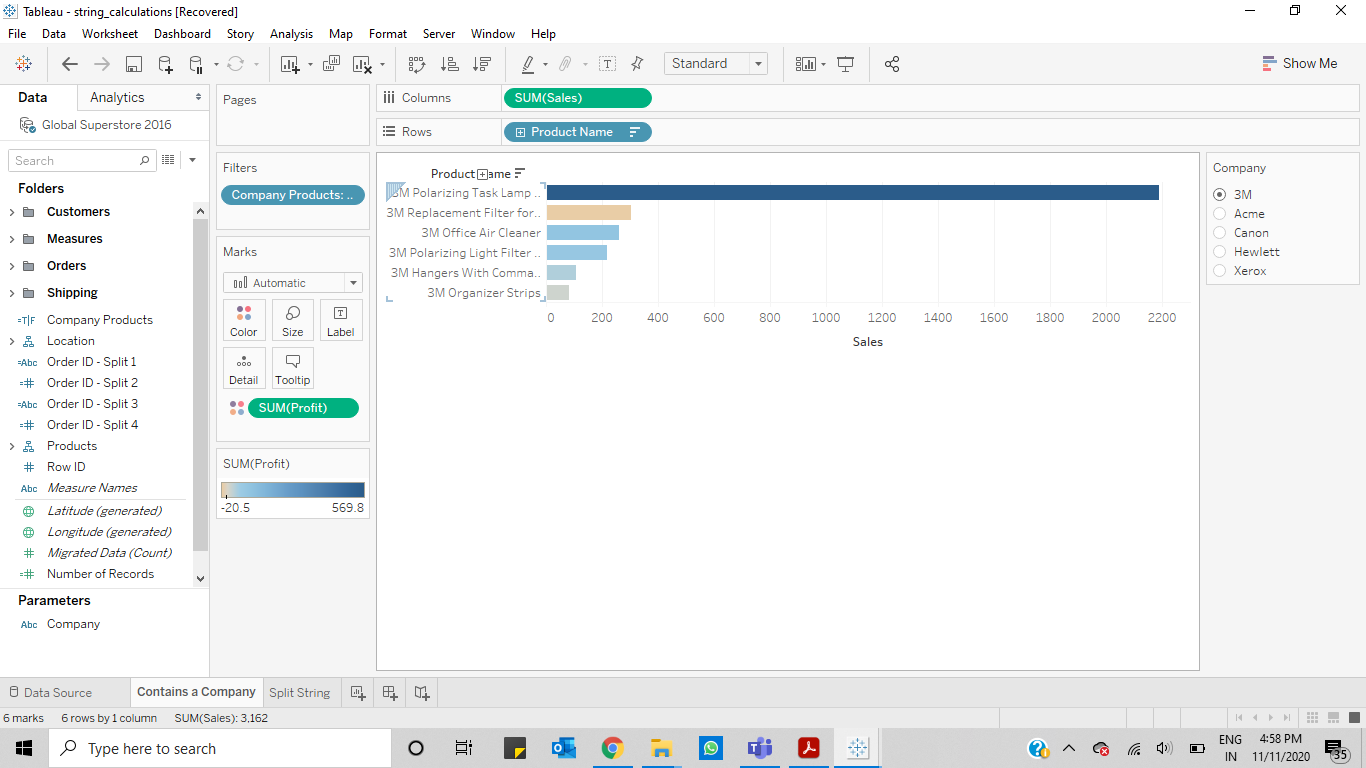 Tableau - string_calculations [Recovered]
File Data Worksheet Dashboard Story Analysis Map Format Server Window Help
Standard
Show Me
Data Analytics
Global Superstore 2016
Search
Folders
Customers
Measures
Orders
Shipping
=T|F Company Products
Location
=Abc Order ID - Split 1
=# Order ID - Split 2
=Abc Order ID - Split 3
=# Order ID - Split 4
Products
# Row ID
Abc Measure Names
Latitude (generated)
Longitude (generated)
# Migrated Data (Count)
=# Number of Records
Parameters
Abc Company
Pages
Filters
Company Products: ..
Marks
Automatic
Color Size Label
Detail Tooltip
SUM(Profit)
SUM(Profit)
-20.5 569.8
Columns SUM(Sales)
Rows Product Name
Product ame
3M Polarizing Task Lamp ..
3M Replacement Filter for..
3M Office Air Cleaner
3M Polarizing Light Filter ..
3M Hangers With Comma..
3M Organizer Strips
0 200 400 600 800 1000 1200 1400 1600 1800 2000 2200
Sales
Company
3M
Acme
Canon
Hewlett
Xerox
Data Source Contains a Company Split String
6 marks 6 rows by 1 column SUM(Sales): 3,162
Type here to search
ENG
IN
4:58 PM
11/11/2020
35